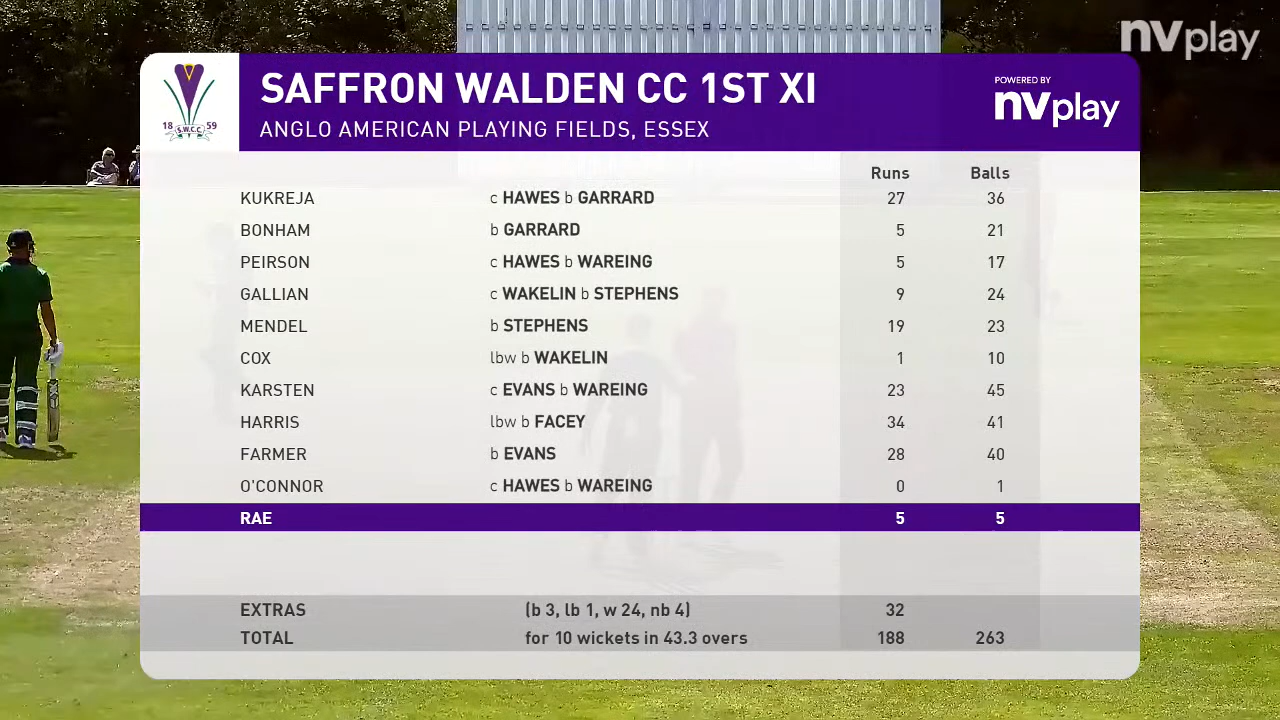 nvplay
SAFFRON WALDEN CC 1ST XI
POWERED BY
nvplay
ANGLO AMERICAN PLAYING FIELDS, ESSEX
18 S.W.C.C. 59
Runs Balls
KUKREJA c HAWES b GARRARD 27 36
BONHAM b GARRARD 5 21
PEIRSON c HAWES b WAREING 5 17
GALLIAN c WAKELIN b STEPHENS 9 24
MENDEL b STEPHENS 19 23
COX lbw b WAKELIN 1 10
KARSTEN c EVANS b WAREING 23 45
HARRIS lbw b FACEY 34 41
FARMER b EVANS 28 40
O'CONNOR c HAWES b WAREING 0 1
RAE 5 5
EXTRAS (b 3, lb 1, w 24, nb 4) 32
TOTAL for 10 wickets in 43.3 overs 188 263